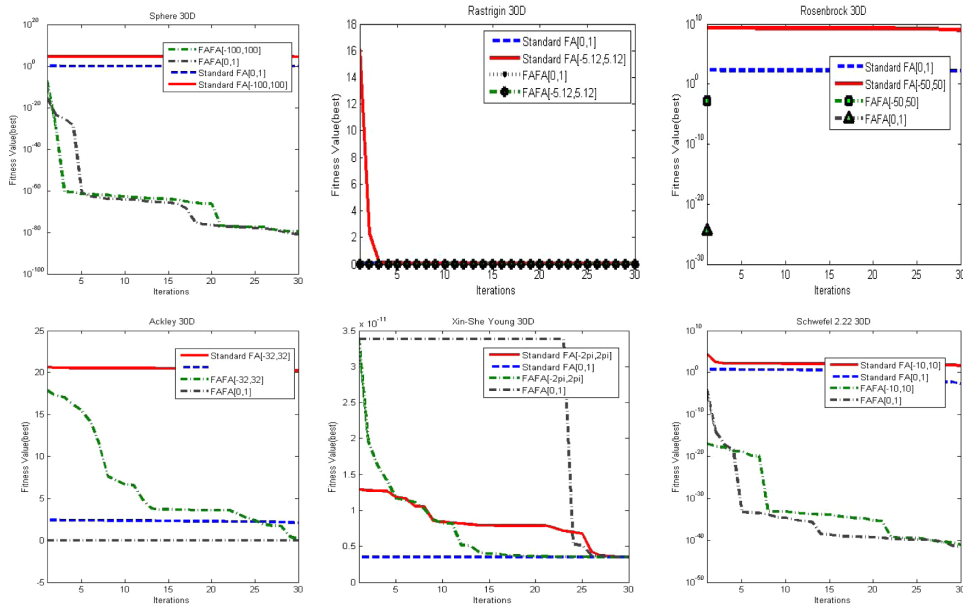 Sphere 30D
10^20
10^0
10^-20
10^-40
10^-60
10^-80
10^-100
Fitness Value(best)
FAFA[-100,100]
FAFA[0,1]
Standard FA[0,1]
Standard FA[-100,100]
5
10
15
20
25
30
Iterations
Rastrigin 30D
18
16
14
12
10
8
6
4
2
0
Fitness Value(best)
Standard FA[0,1]
Standard FA[-5.12,5.12]
FAFA[0,1]
FAFA[-5.12,5.12]
5
10
15
20
25
30
Iterations
Rosenbrock 30D
10^10
10^0
10^-10
10^-20
10^-30
Fitness Value(best)
Standard FA[0,1]
Standard FA[-50,50]
FAFA[-50,50]
FAFA[0,1]
5
10
15
20
25
30
Iterations
Ackley 30D
25
20
15
10
5
0
-5
Fitness Value(best)
Standard FA[-32,32]
FAFA[-32,32]
FAFA[0,1]
5
10
15
20
25
30
Iterations
Xin-She Young 30D
x 10^-11
3.5
3
2.5
2
1.5
1
0.5
0
Fitness Value(best)
Standard FA[-2pi,2pi]
Standard FA[0,1]
FAFA[-2pi,2pi]
FAFA[0,1]
5
10
15
20
25
30
Iterations
Schwefel 2.22 30D
10^10
10^0
10^-10
10^-20
10^-30
10^-40
10^-50
Fitness Value(best)
Standard FA[-10,10]
Standard FA[0,1]
FAFA[-10,10]
FAFA[0,1]
5
10
15
20
25
30
Iterations